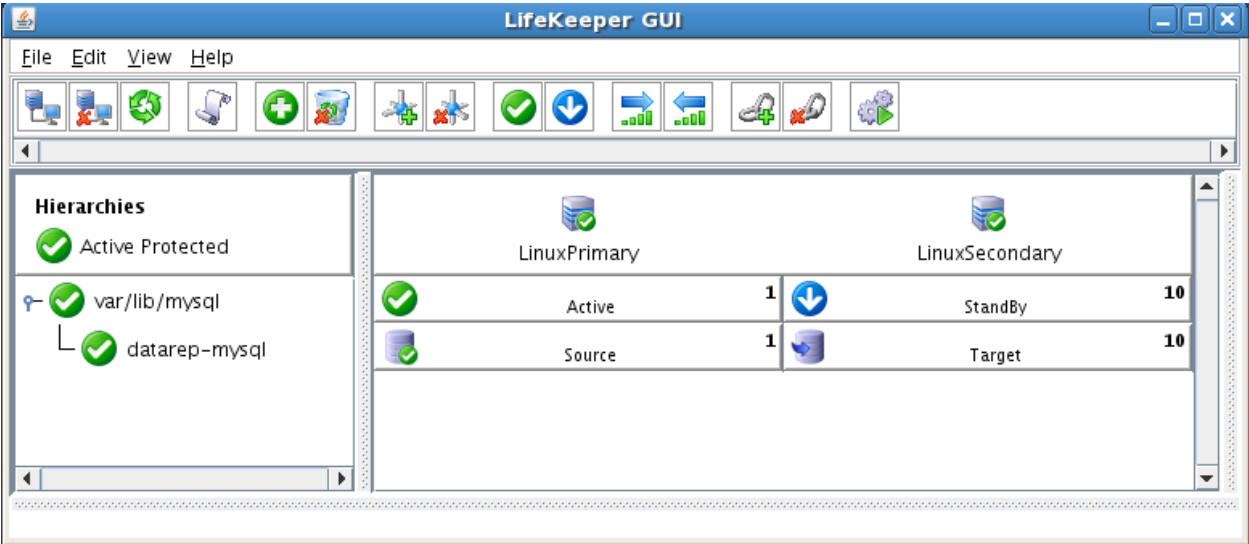 LifeKeeper GUI
File Edit View Help
Hierarchies
Active Protected
LinuxPrimary LinuxSecondary
var/lib/mysql Active 1 StandBy 10
datarep-mysql Source 1 Target 10